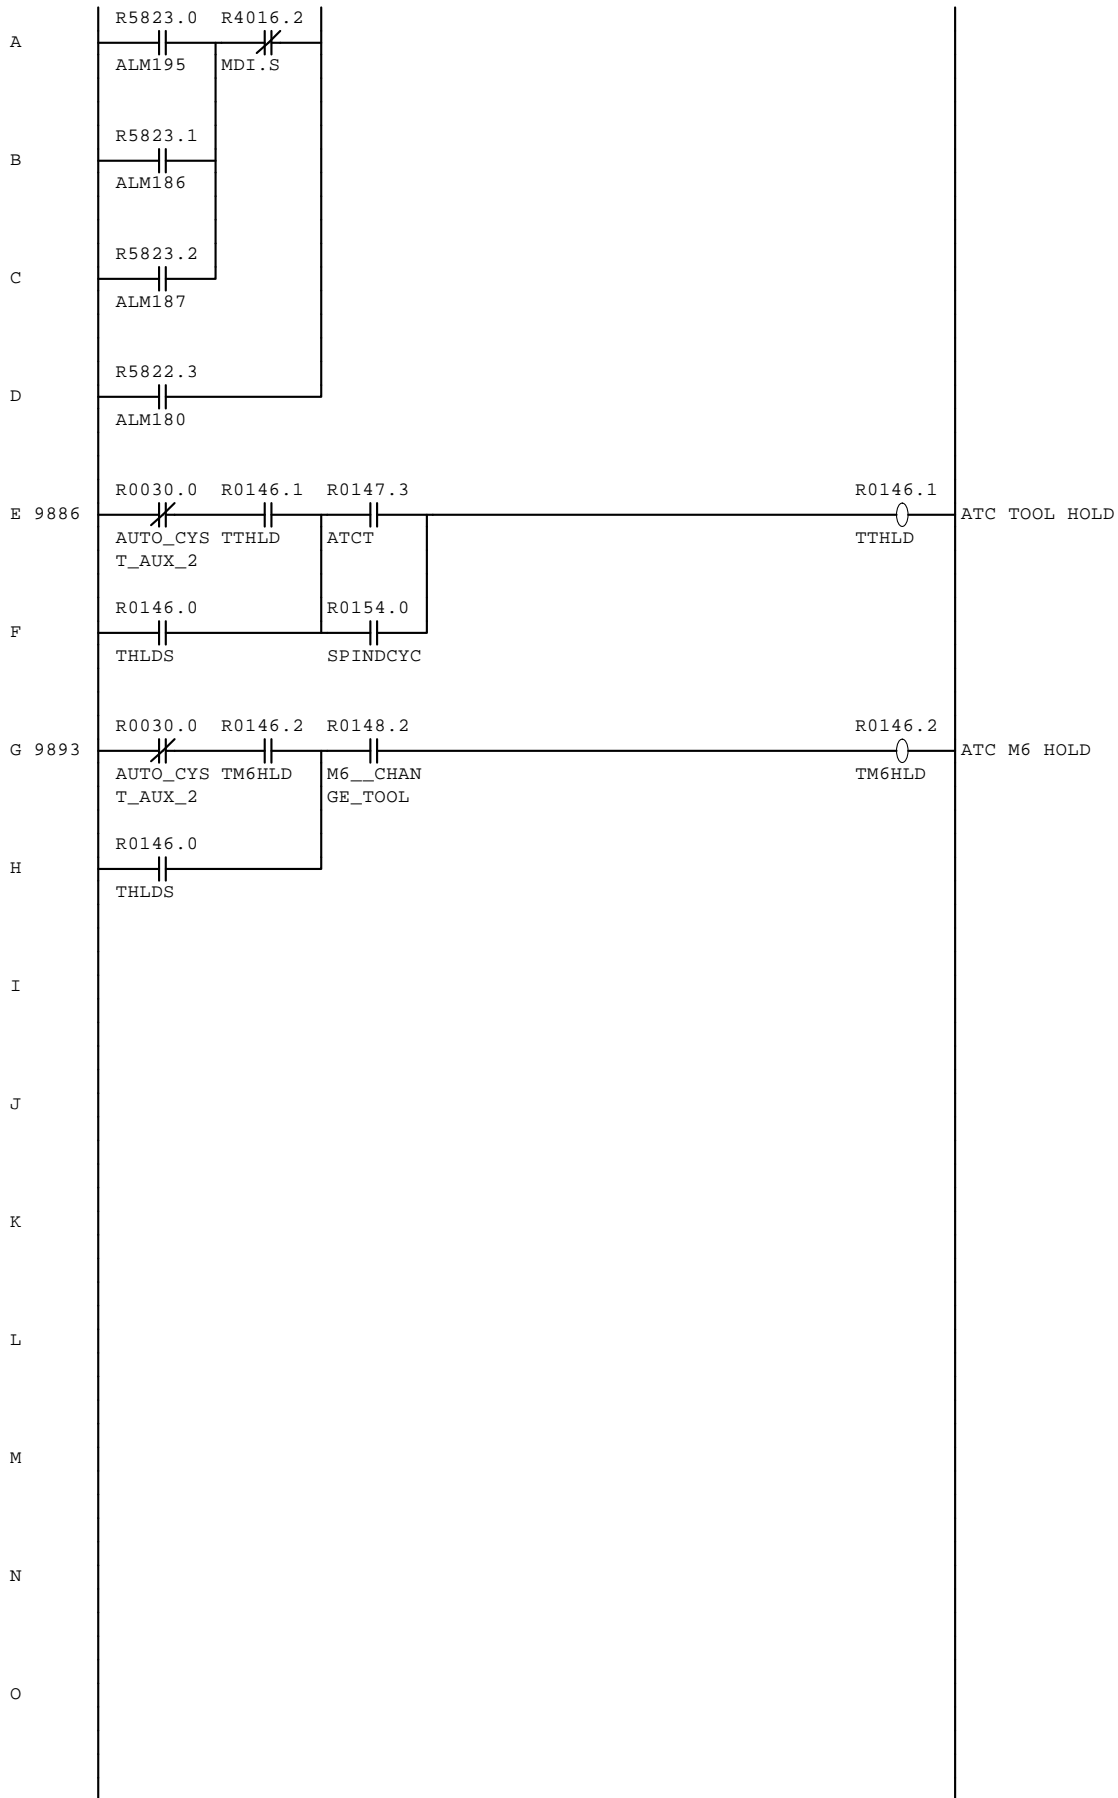 R5823.0 R4016.2
A
ALM195 MDI.S
R5823.1
B
ALM186
R5823.2
C
ALM187
R5822.3
D
ALM180
R0030.0 R0146.1 R0147.3 R0146.1
E 9886 ATC TOOL HOLD
AUTO_CYS TTHLD ATCT TTHLD
T_AUX_2
R0146.0 R0154.0
F
THLDS SPINDCYC
R0030.0 R0146.2 R0148.2 R0146.2
G 9893 ATC M6 HOLD
AUTO_CYS TM6HLD M6__CHAN TM6HLD
T_AUX_2 GE_TOOL
R0146.0
H
THLDS
I
J
K
L
M
N
O